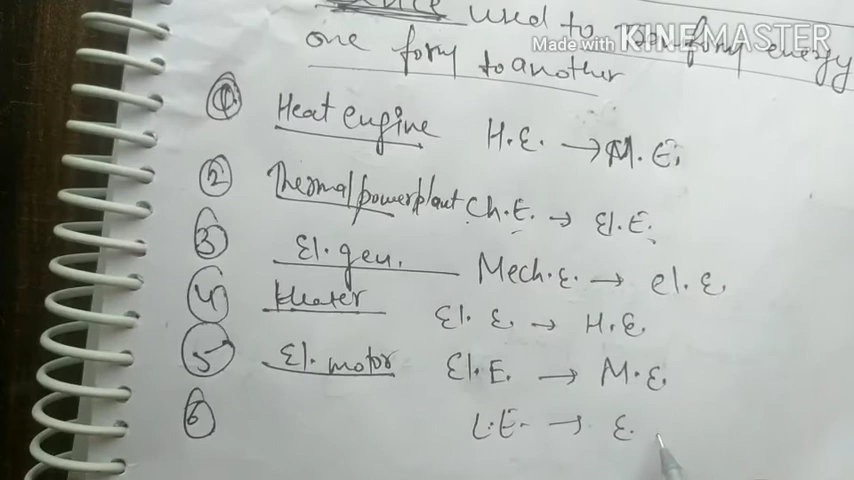 used to
Made with KINEMASTER
one form to another energy
① Heat engine H.E. → M.E.
② Thermal powerplant Ch.E. → El.E.
③ El. gen. Mech.E. → el.E.
④ Heater El.E. → H.E.
⑤ El. motor El.E. → M.E.
⑥ L.E. → E.